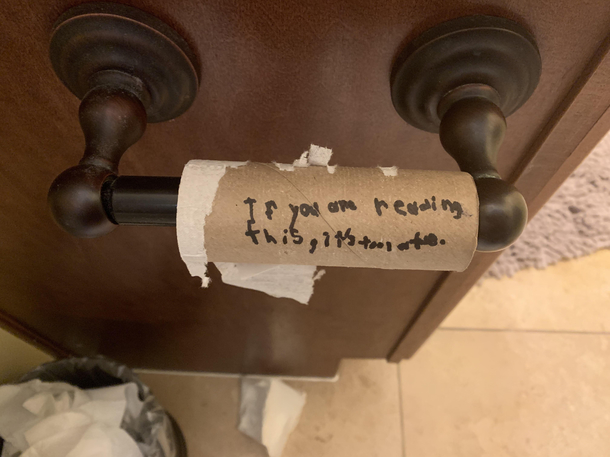 If you are reading
this, it's too late.